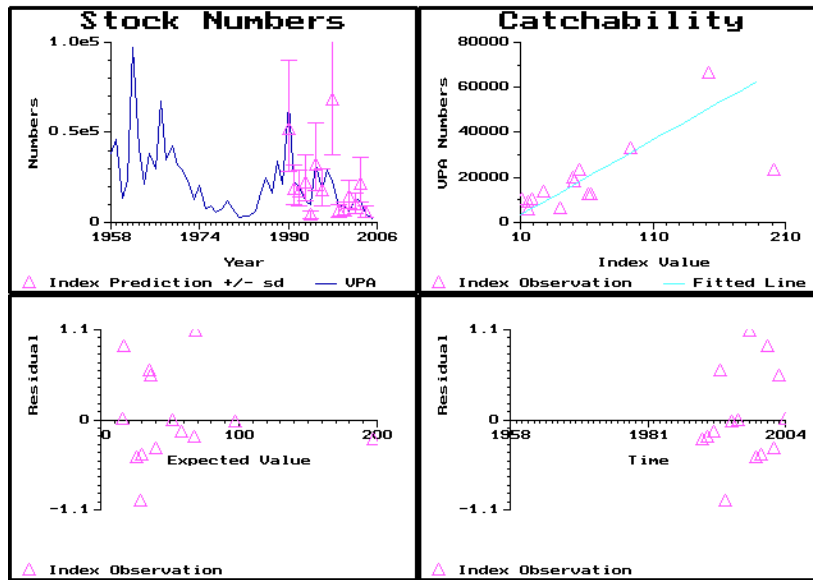 Stock Numbers
1.0e5
0.5e5
0
Numbers
1958 1974 1990 2006
Year
Index Prediction +/- sd VPA
Catchability
80000
60000
40000
20000
0
VPA Numbers
10 110 210
Index Value
Index Observation Fitted Line
1.1
0
-1.1
Residual
0 100 200
Expected Value
Index Observation
1.1
0
-1.1
Residual
1958 1981 2004
Time
Index Observation